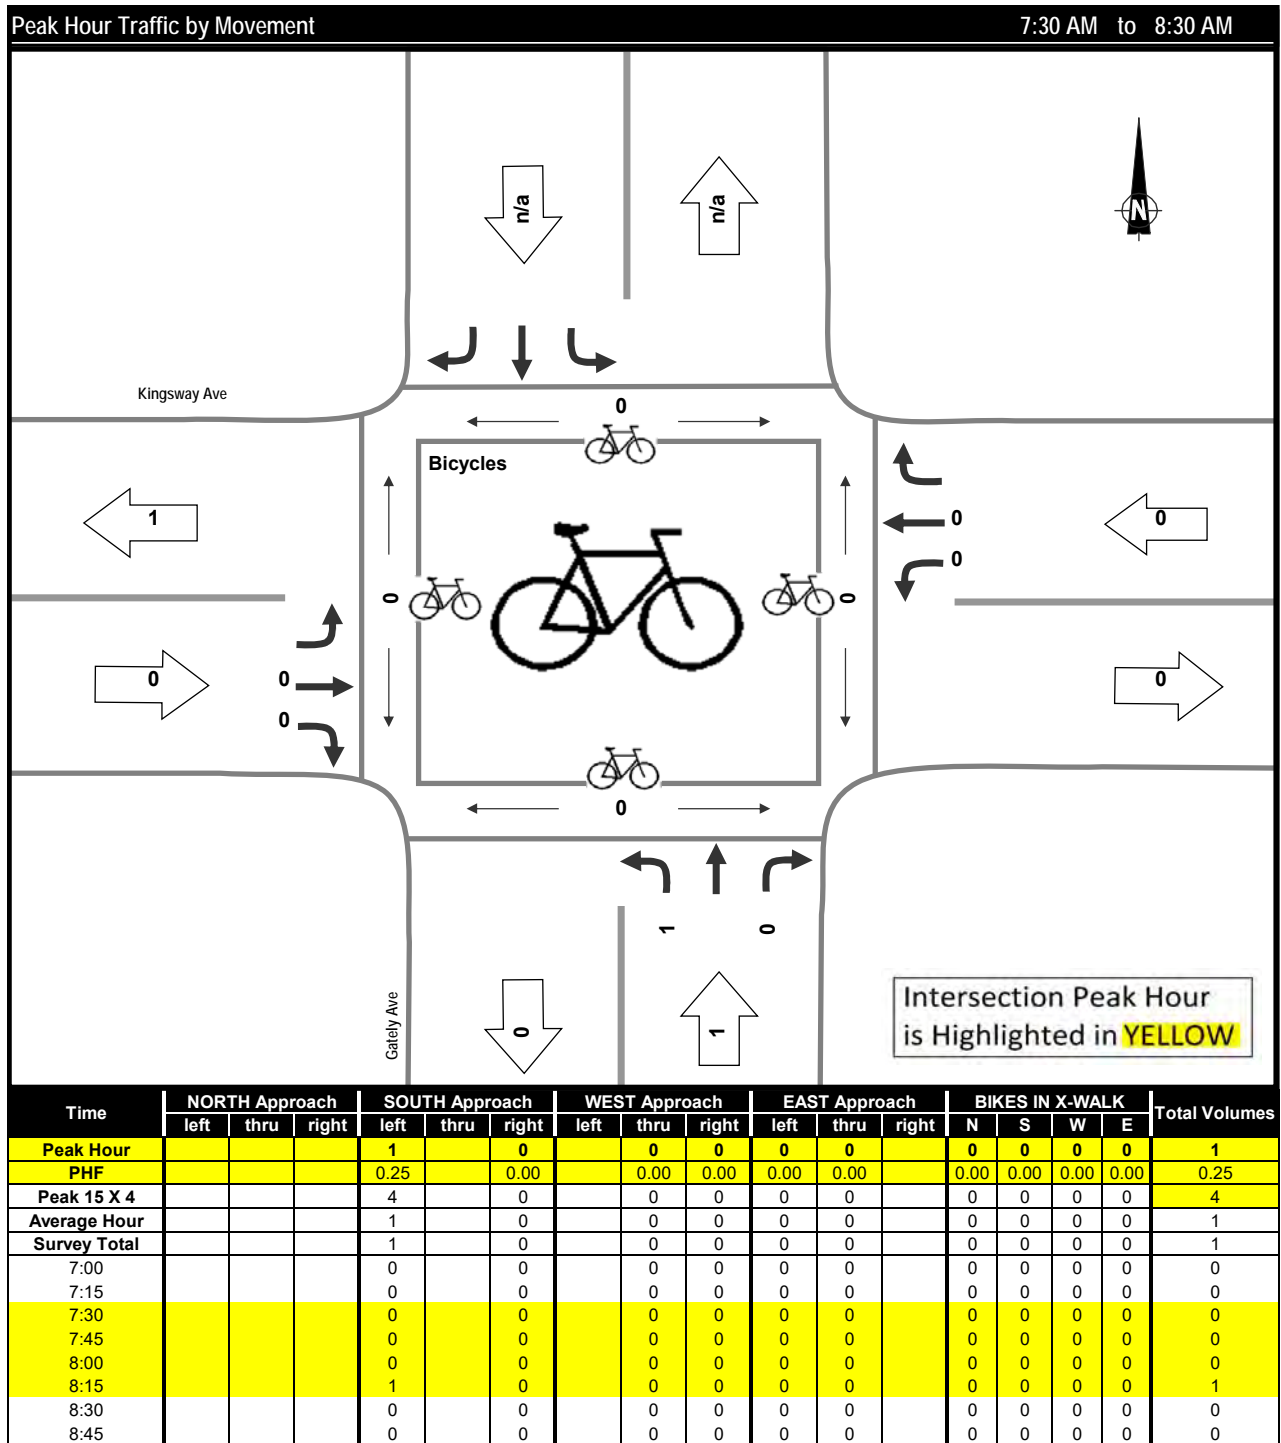 Peak Hour Traffic by Movement 7:30 AM to 8:30 AM
n/a n/a
N
Kingsway Ave
0
Bicycles
1
0
0
0
0
0
0
0
0
0
0
0
0
1 0
Gately Ave
0
1
Intersection Peak Hour
is Highlighted in YELLOW
Time NORTH Approach SOUTH Approach WEST Approach EAST Approach BIKES IN X-WALK Total Volumes
left thru right left thru right left thru right left thru right N S W E
Peak Hour 1 0 0 0 0 0 0 0 0 0 1
PHF 0.25 0.00 0.00 0.00 0.00 0.00 0.00 0.00 0.00 0.00 0.25
Peak 15 X 4 4 0 0 0 0 0 0 0 0 0 4
Average Hour 1 0 0 0 0 0 0 0 0 0 1
Survey Total 1 0 0 0 0 0 0 0 0 0 1
7:00 0 0 0 0 0 0 0 0 0 0 0
7:15 0 0 0 0 0 0 0 0 0 0 0
7:30 0 0 0 0 0 0 0 0 0 0 0
7:45 0 0 0 0 0 0 0 0 0 0 0
8:00 0 0 0 0 0 0 0 0 0 0 0
8:15 1 0 0 0 0 0 0 0 0 0 1
8:30 0 0 0 0 0 0 0 0 0 0 0
8:45 0 0 0 0 0 0 0 0 0 0 0